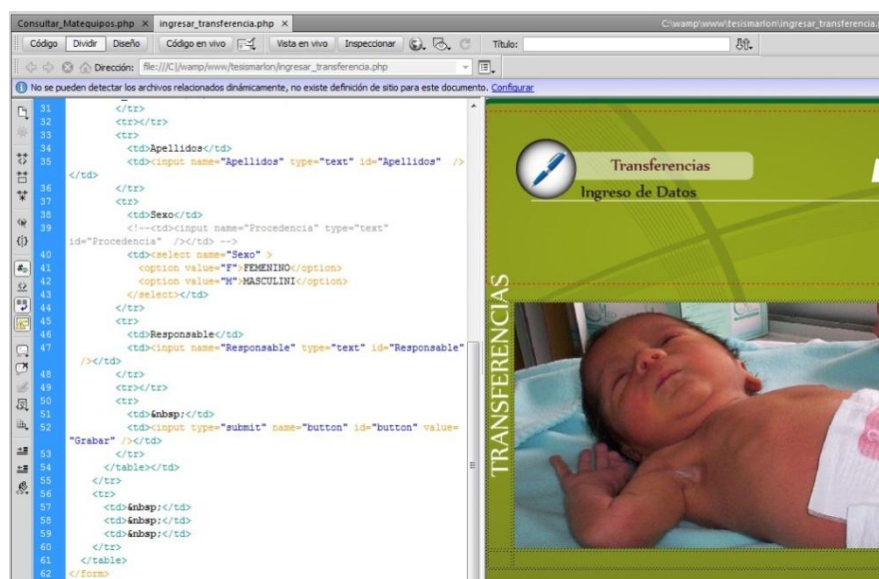 Consultar_Matequipos.php × ingresar_transferencia.php × C:\wamp\www\tesismarlon\ingresar_transferencia.
Código Dividir Diseño Código en vivo Vista en vivo Inspeccionar Título:
Dirección: file:///C|/wamp/www/tesismarlon/ingresar_transferencia.php
No se pueden detectar los archivos relacionados dinámicamente, no existe definición de sitio para este documento. Configurar
31 </tr>
32 <tr></tr>
33 <tr>
34 <td>Apellidos</td>
35 <td><input name="Apellidos" type="text" id="Apellidos" />
</td>
36 </tr>
37 <tr>
38 <td>Sexo</td>
39 <!--<td><input name="Procedencia" type="text"
id="Procedencia" /></td> -->
40 <td><select name="Sexo" >
41 <option value="F">FEMENINO</option>
42 <option value="M">MASCULINI</option>
43 </select></td>
44 </tr>
45 <tr>
46 <td>Responsable</td>
47 <td><input name="Responsable" type="text" id="Responsable"
/></td>
48 </tr>
49 <tr></tr>
50 <tr>
51 <td>&nbsp;</td>
52 <td><input type="submit" name="button" id="button" value=
"Grabar" /></td>
53 </tr>
54 </table></td>
55 </tr>
56 <tr>
57 <td>&nbsp;</td>
58 <td>&nbsp;</td>
59 <td>&nbsp;</td>
60 </tr>
61 </table>
62 </form>
Transferencias
Ingreso de Datos
TRANSFERENCIAS